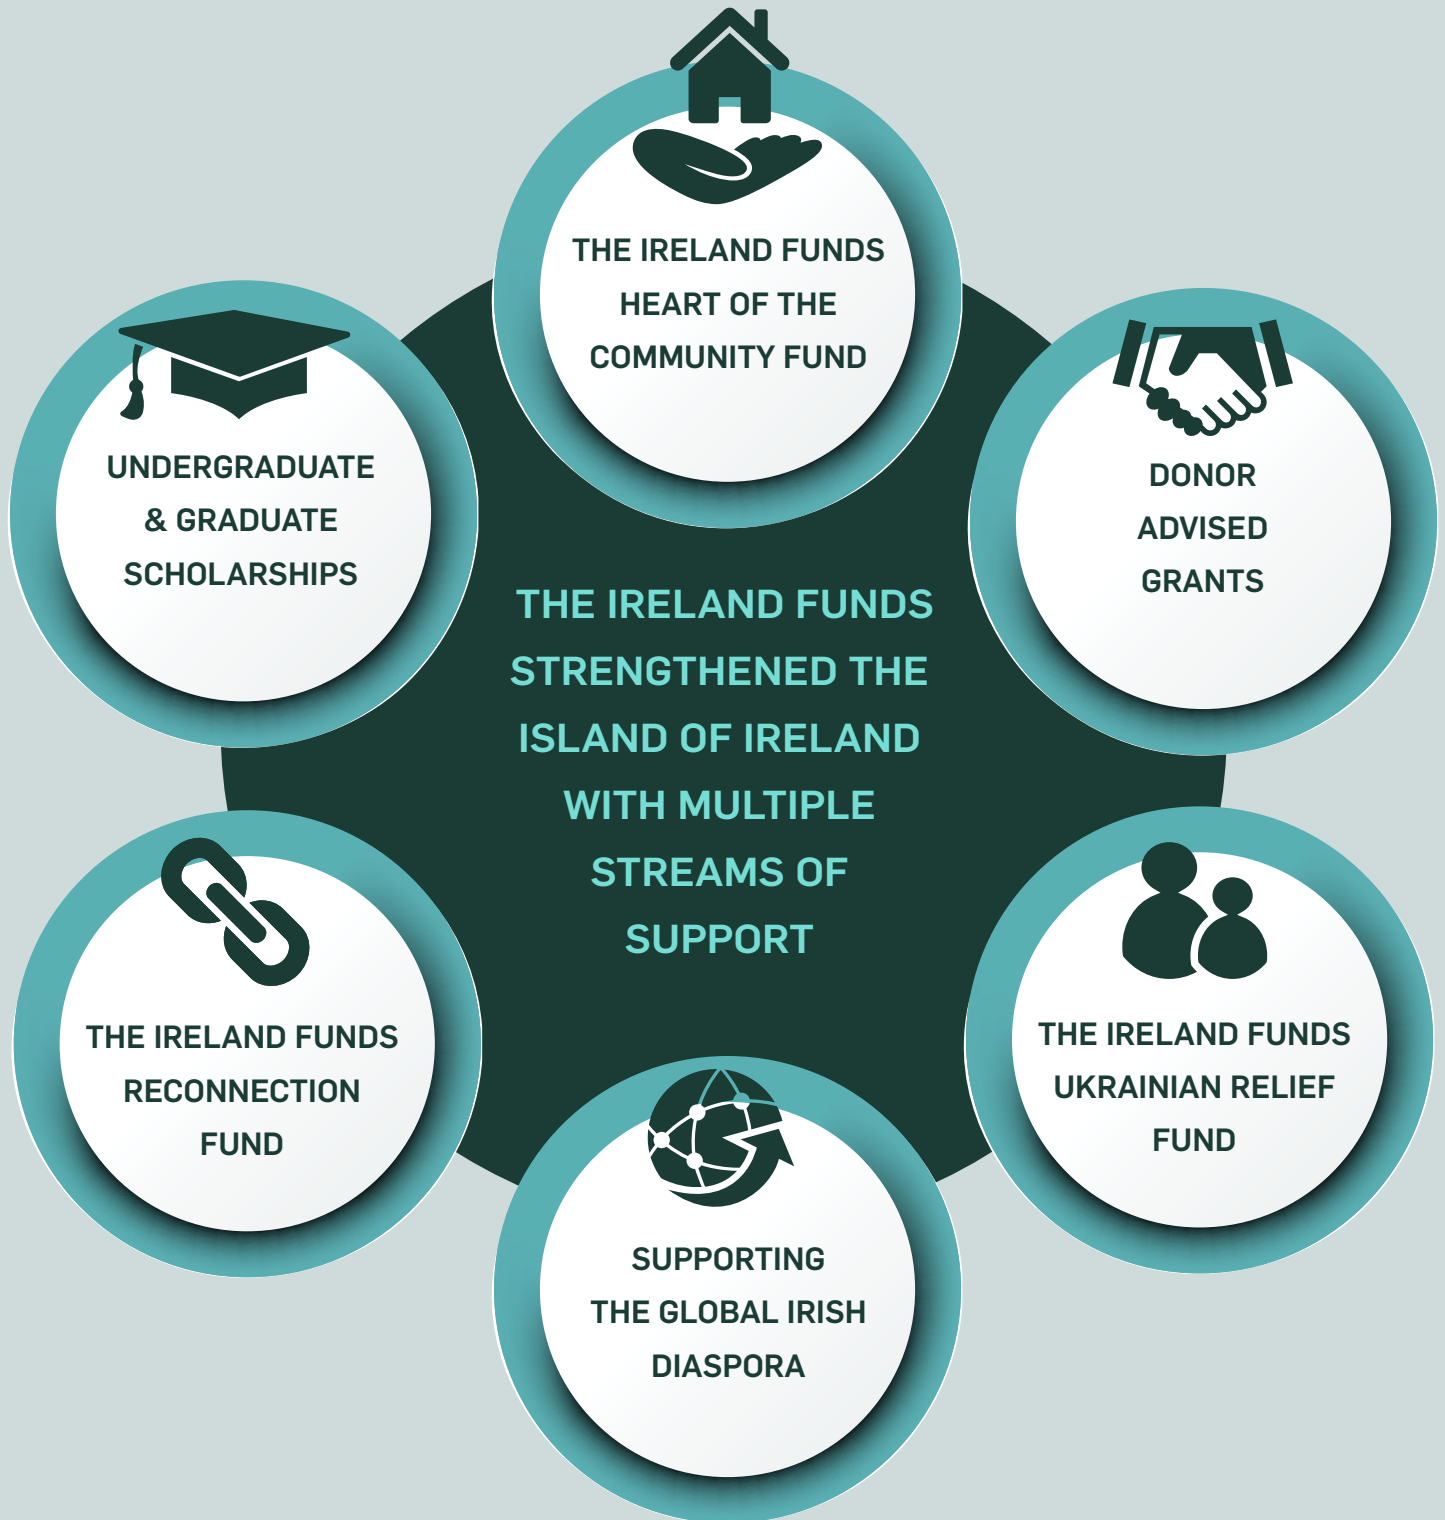 THE IRELAND FUNDS
HEART OF THE
COMMUNITY FUND
UNDERGRADUATE
& GRADUATE
SCHOLARSHIPS
DONOR
ADVISED
GRANTS
THE IRELAND FUNDS
STRENGTHENED THE
ISLAND OF IRELAND
WITH MULTIPLE
STREAMS OF
SUPPORT
THE IRELAND FUNDS
RECONNECTION
FUND
THE IRELAND FUNDS
UKRAINIAN RELIEF
FUND
SUPPORTING
THE GLOBAL IRISH
DIASPORA